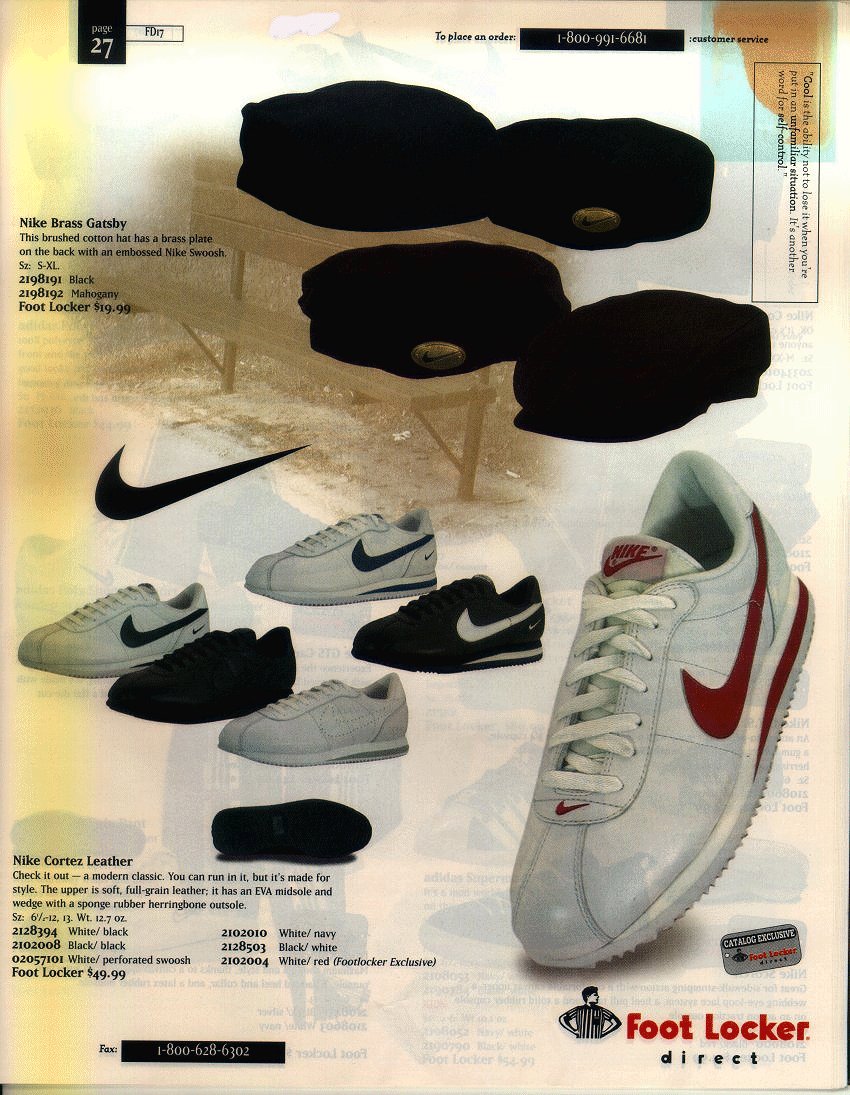 page
27
FD17
To place an order: 1-800-991-6681 :customer service
"Cool is the ability not to lose it when you're
put in an unfamiliar situation. It's another
word for self-control."
Nike Brass Gatsby
This brushed cotton hat has a brass plate
on the back with an embossed Nike Swoosh.
Sz: S-XL.
2198191 Black
2198192 Mahogany
Foot Locker $19.99
NIKE
Nike Cortez Leather
Check it out — a modern classic. You can run in it, but it's made for
style. The upper is soft, full-grain leather; it has an EVA midsole and
wedge with a sponge rubber herringbone outsole.
Sz: 6½-12, 13. Wt. 12.7 oz.
2128394 White/ black
2102008 Black/ black
02057101 White/ perforated swoosh
Foot Locker $49.99
2102010 White/ navy
2128503 Black/ white
2102004 White/ red (Footlocker Exclusive)
CATALOG EXCLUSIVE
Foot Locker
direct
Foot Locker
direct
Fax: 1-800-628-6302